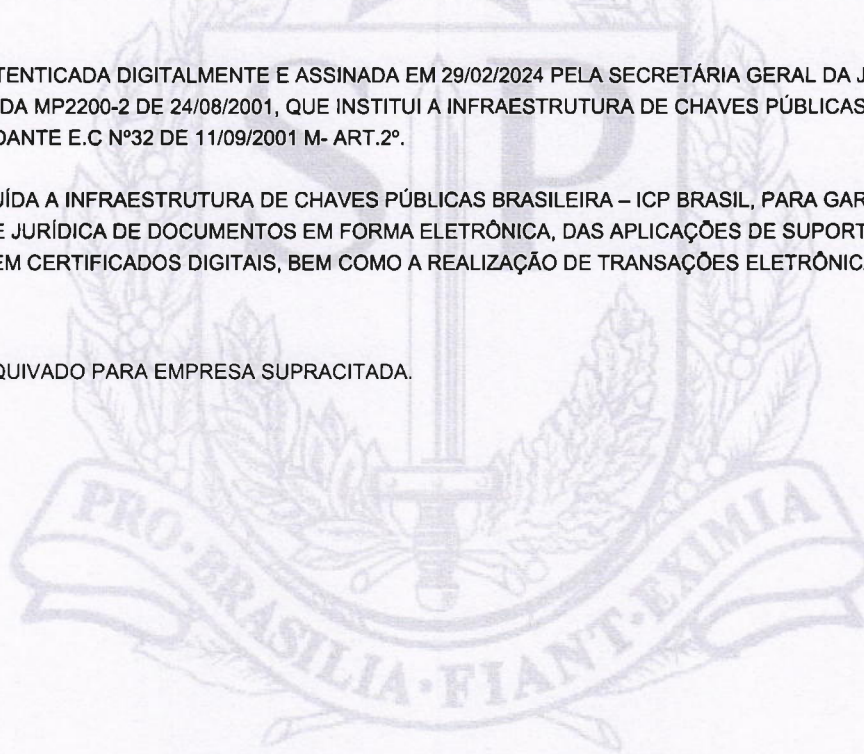 TENTICADA DIGITALMENTE E ASSINADA EM 29/02/2024 PELA SECRETÁRIA GERAL DA J
DA MP2200-2 DE 24/08/2001, QUE INSTITUI A INFRAESTRUTURA DE CHAVES PÚBLICAS
DANTE E.C Nº32 DE 11/09/2001 M- ART.2º.
UÍDA A INFRAESTRUTURA DE CHAVES PÚBLICAS BRASILEIRA – ICP BRASIL, PARA GAR
E JURÍDICA DE DOCUMENTOS EM FORMA ELETRÔNICA, DAS APLICAÇÕES DE SUPORT
EM CERTIFICADOS DIGITAIS, BEM COMO A REALIZAÇÃO DE TRANSAÇÕES ELETRÔNICA
QUIVADO PARA EMPRESA SUPRACITADA.
SP
PRO·BRASILIA·FIANT·EXIMIA